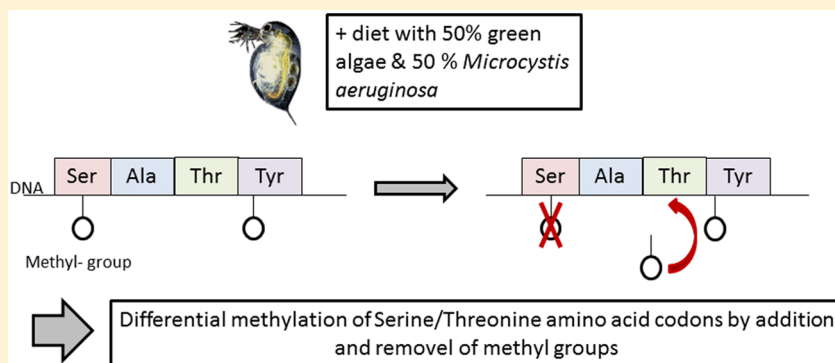 + diet with 50% green
algae & 50 % Microcystis
aeruginosa
DNA Ser Ala Thr Tyr
Ser Ala Thr Tyr
Methyl- group
Differential methylation of Serine/Threonine amino acid codons by addition
and removel of methyl groups